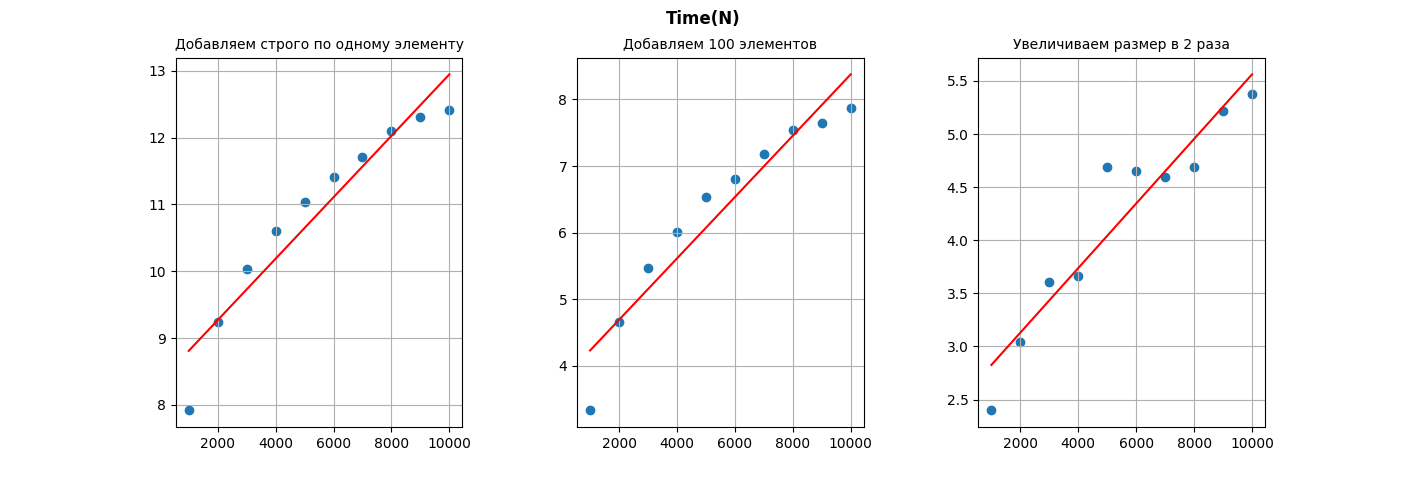 Time(N)
Добавляем строго по одному элементу
Добавляем 100 элементов
Увеличиваем размер в 2 раза
13
12
11
10
9
8
2000 4000 6000 8000 10000
8
7
6
5
4
2000 4000 6000 8000 10000
5.5
5.0
4.5
4.0
3.5
3.0
2.5
2000 4000 6000 8000 10000